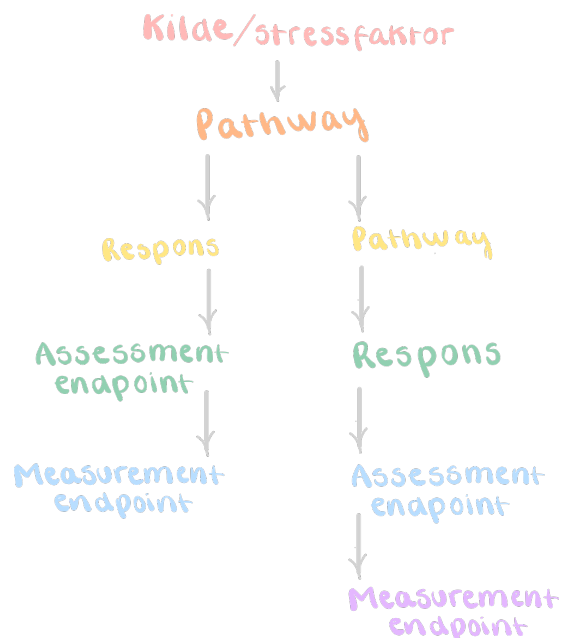 Kilde/stressfaktor
Pathway
Respons
Pathway
Assessment
endpoint
Respons
Measurement
endpoint
Assessment
endpoint
Measurement
endpoint